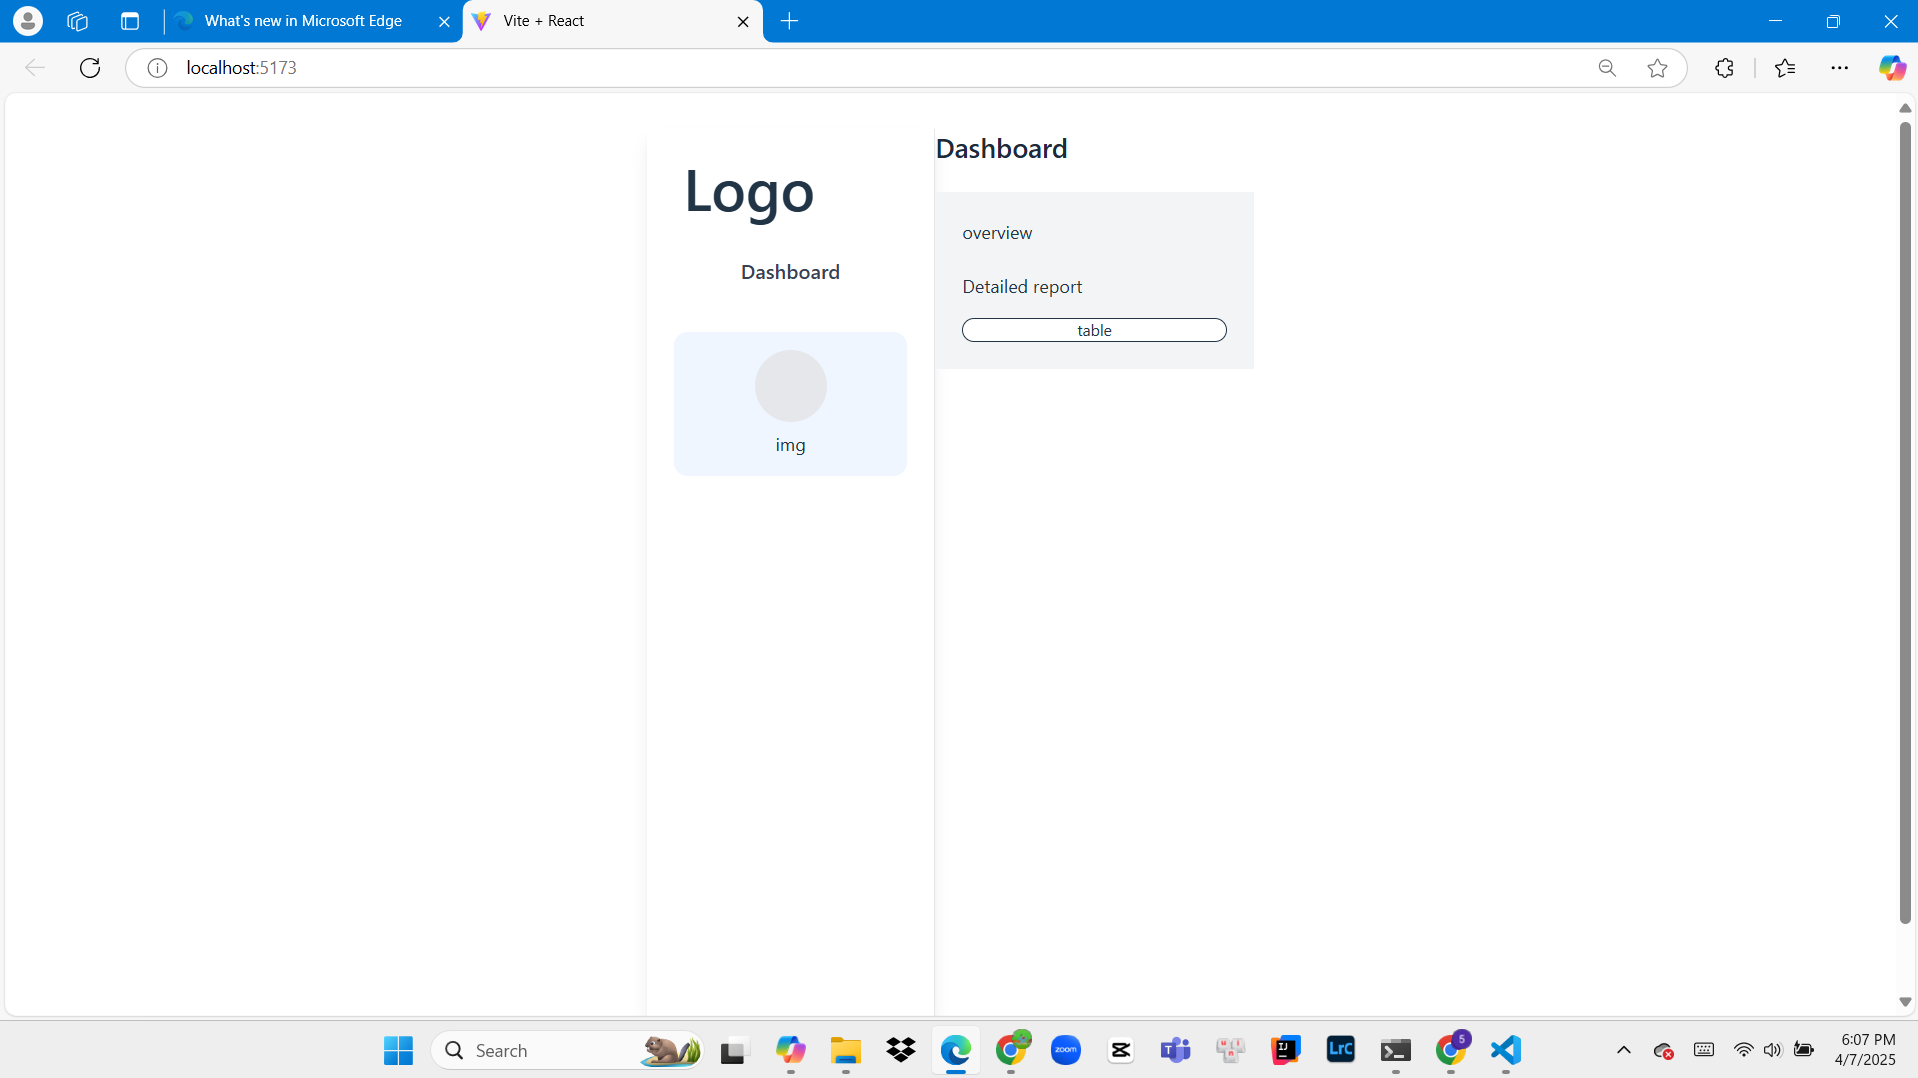 What's new in Microsoft Edge
Vite + React
localhost:5173
Logo
Dashboard
img
Dashboard
overview
Detailed report
table
Search
zoom
IJ
LrC
5
6:07 PM
4/7/2025